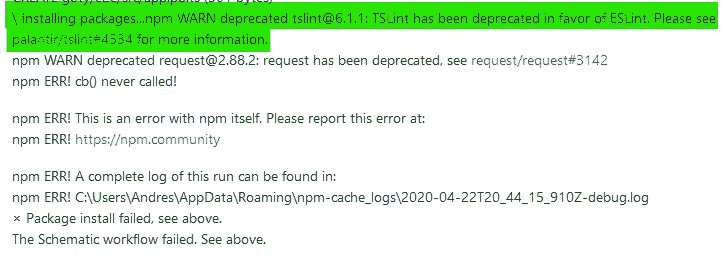 \ Installing packages...npm WARN deprecated tslint@6.1.1: TSLint has been deprecated in favor of ESLint. Please see
palantir/tslint#4534 for more information.
npm WARN deprecated request@2.88.2: request has been deprecated, see request/request#3142
npm ERR! cb() never called!
npm ERR! This is an error with npm itself. Please report this error at:
npm ERR! https://npm.community
npm ERR! A complete log of this run can be found in:
npm ERR! C:\Users\Andres\AppData\Roaming\npm-cache_logs\2020-04-22T20_44_15_910Z-debug.log
× Package install failed, see above.
The Schematic workflow failed. See above.